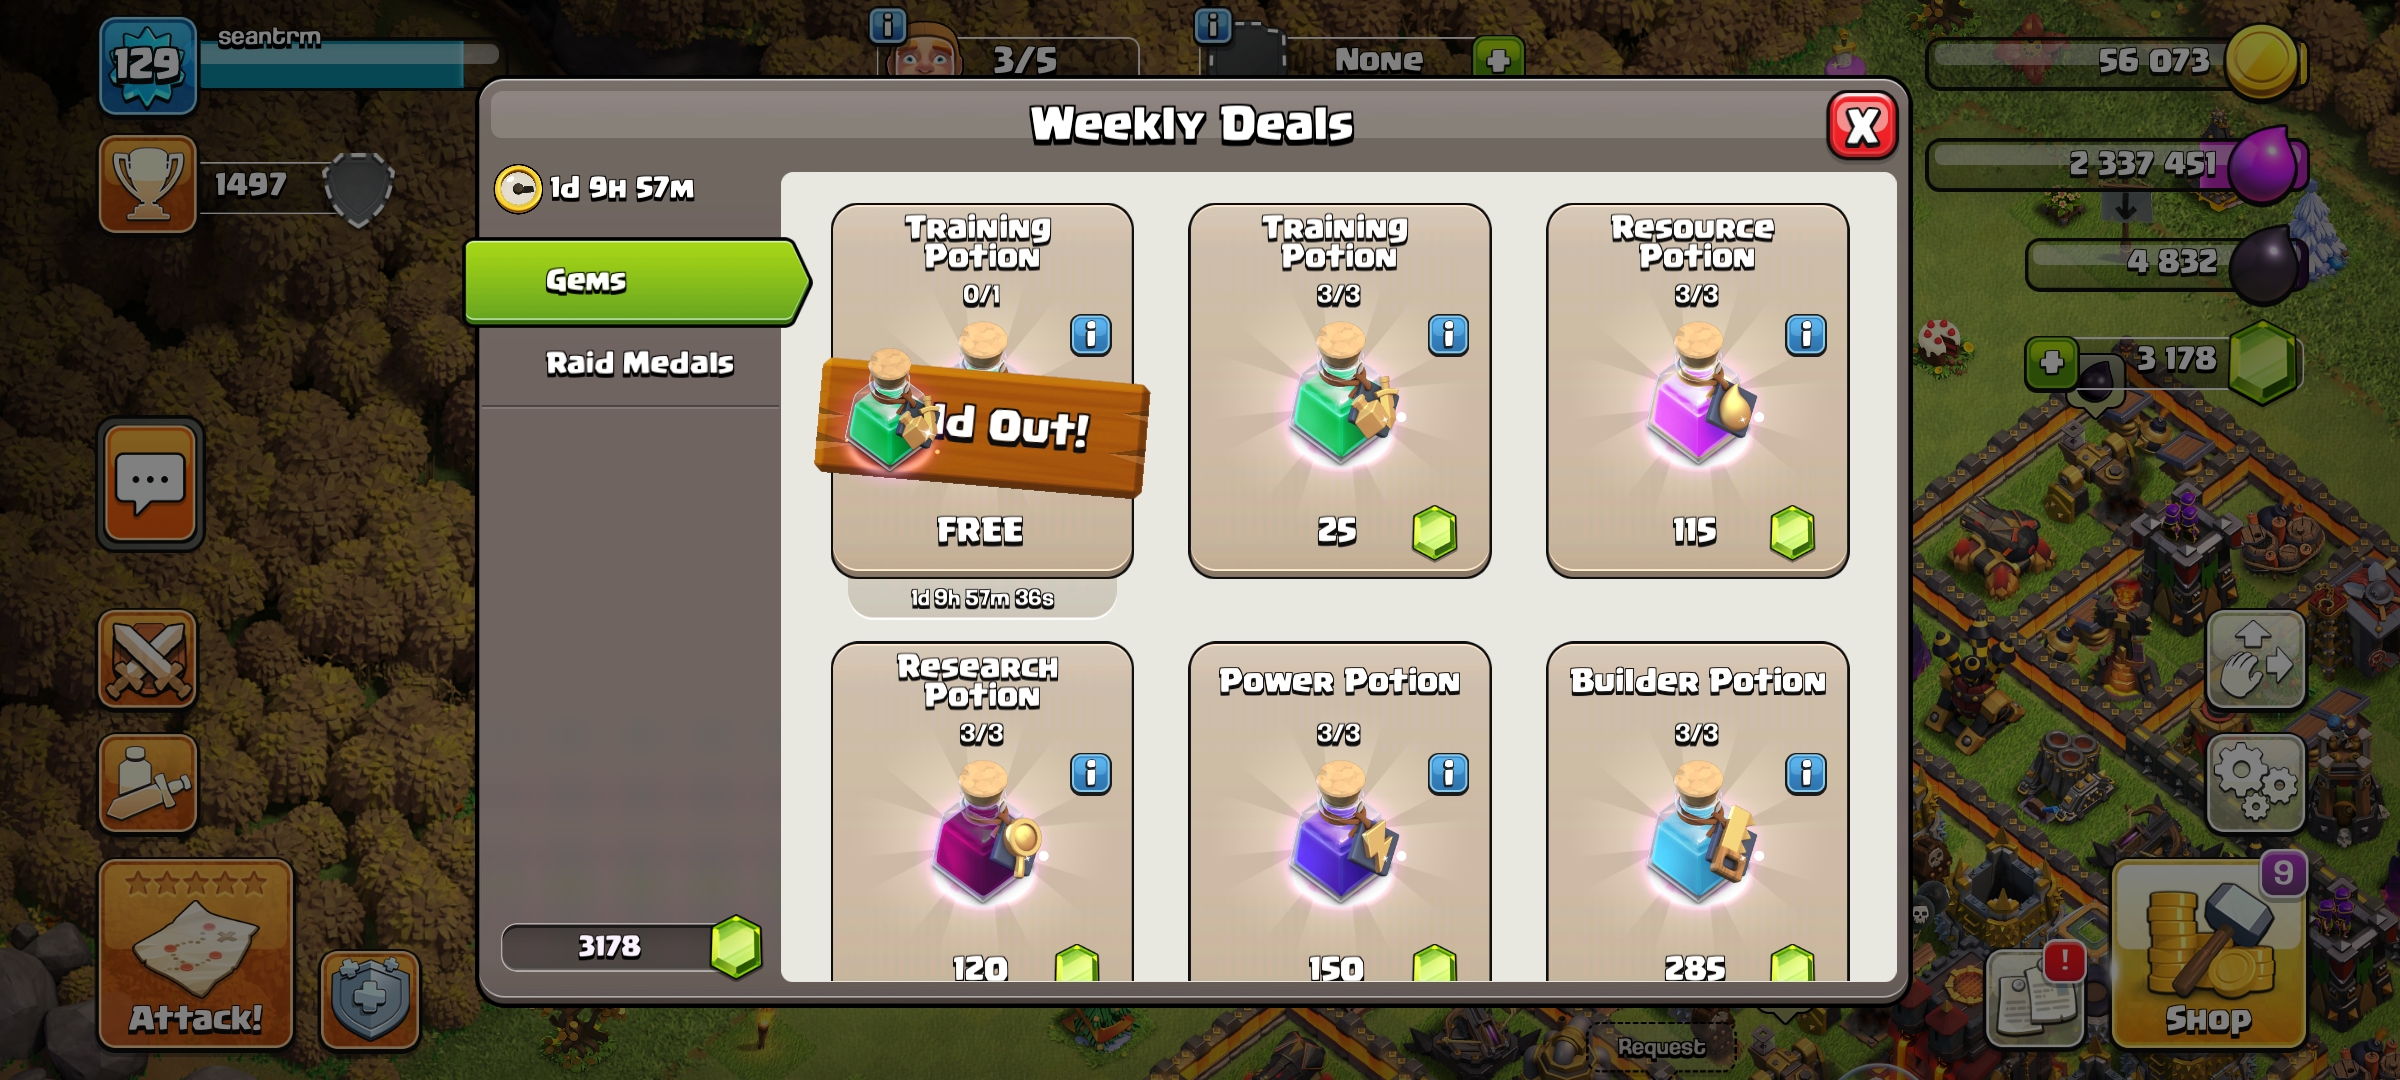 129
seantrm
3/5
None
56 073
1497
2 337 451
4 832
3 178
Weekly Deals
X
1d 9H 57M
Gems
Raid Medals
Training
Potion
0/1
ld Out!
FREE
1d 9h 57m 36s
Training
Potion
3/3
25
Resource
Potion
3/3
115
Research
Potion
3/3
120
Power Potion
3/3
150
Builder Potion
3/3
285
3178
Attack!
9
!
Shop
Request